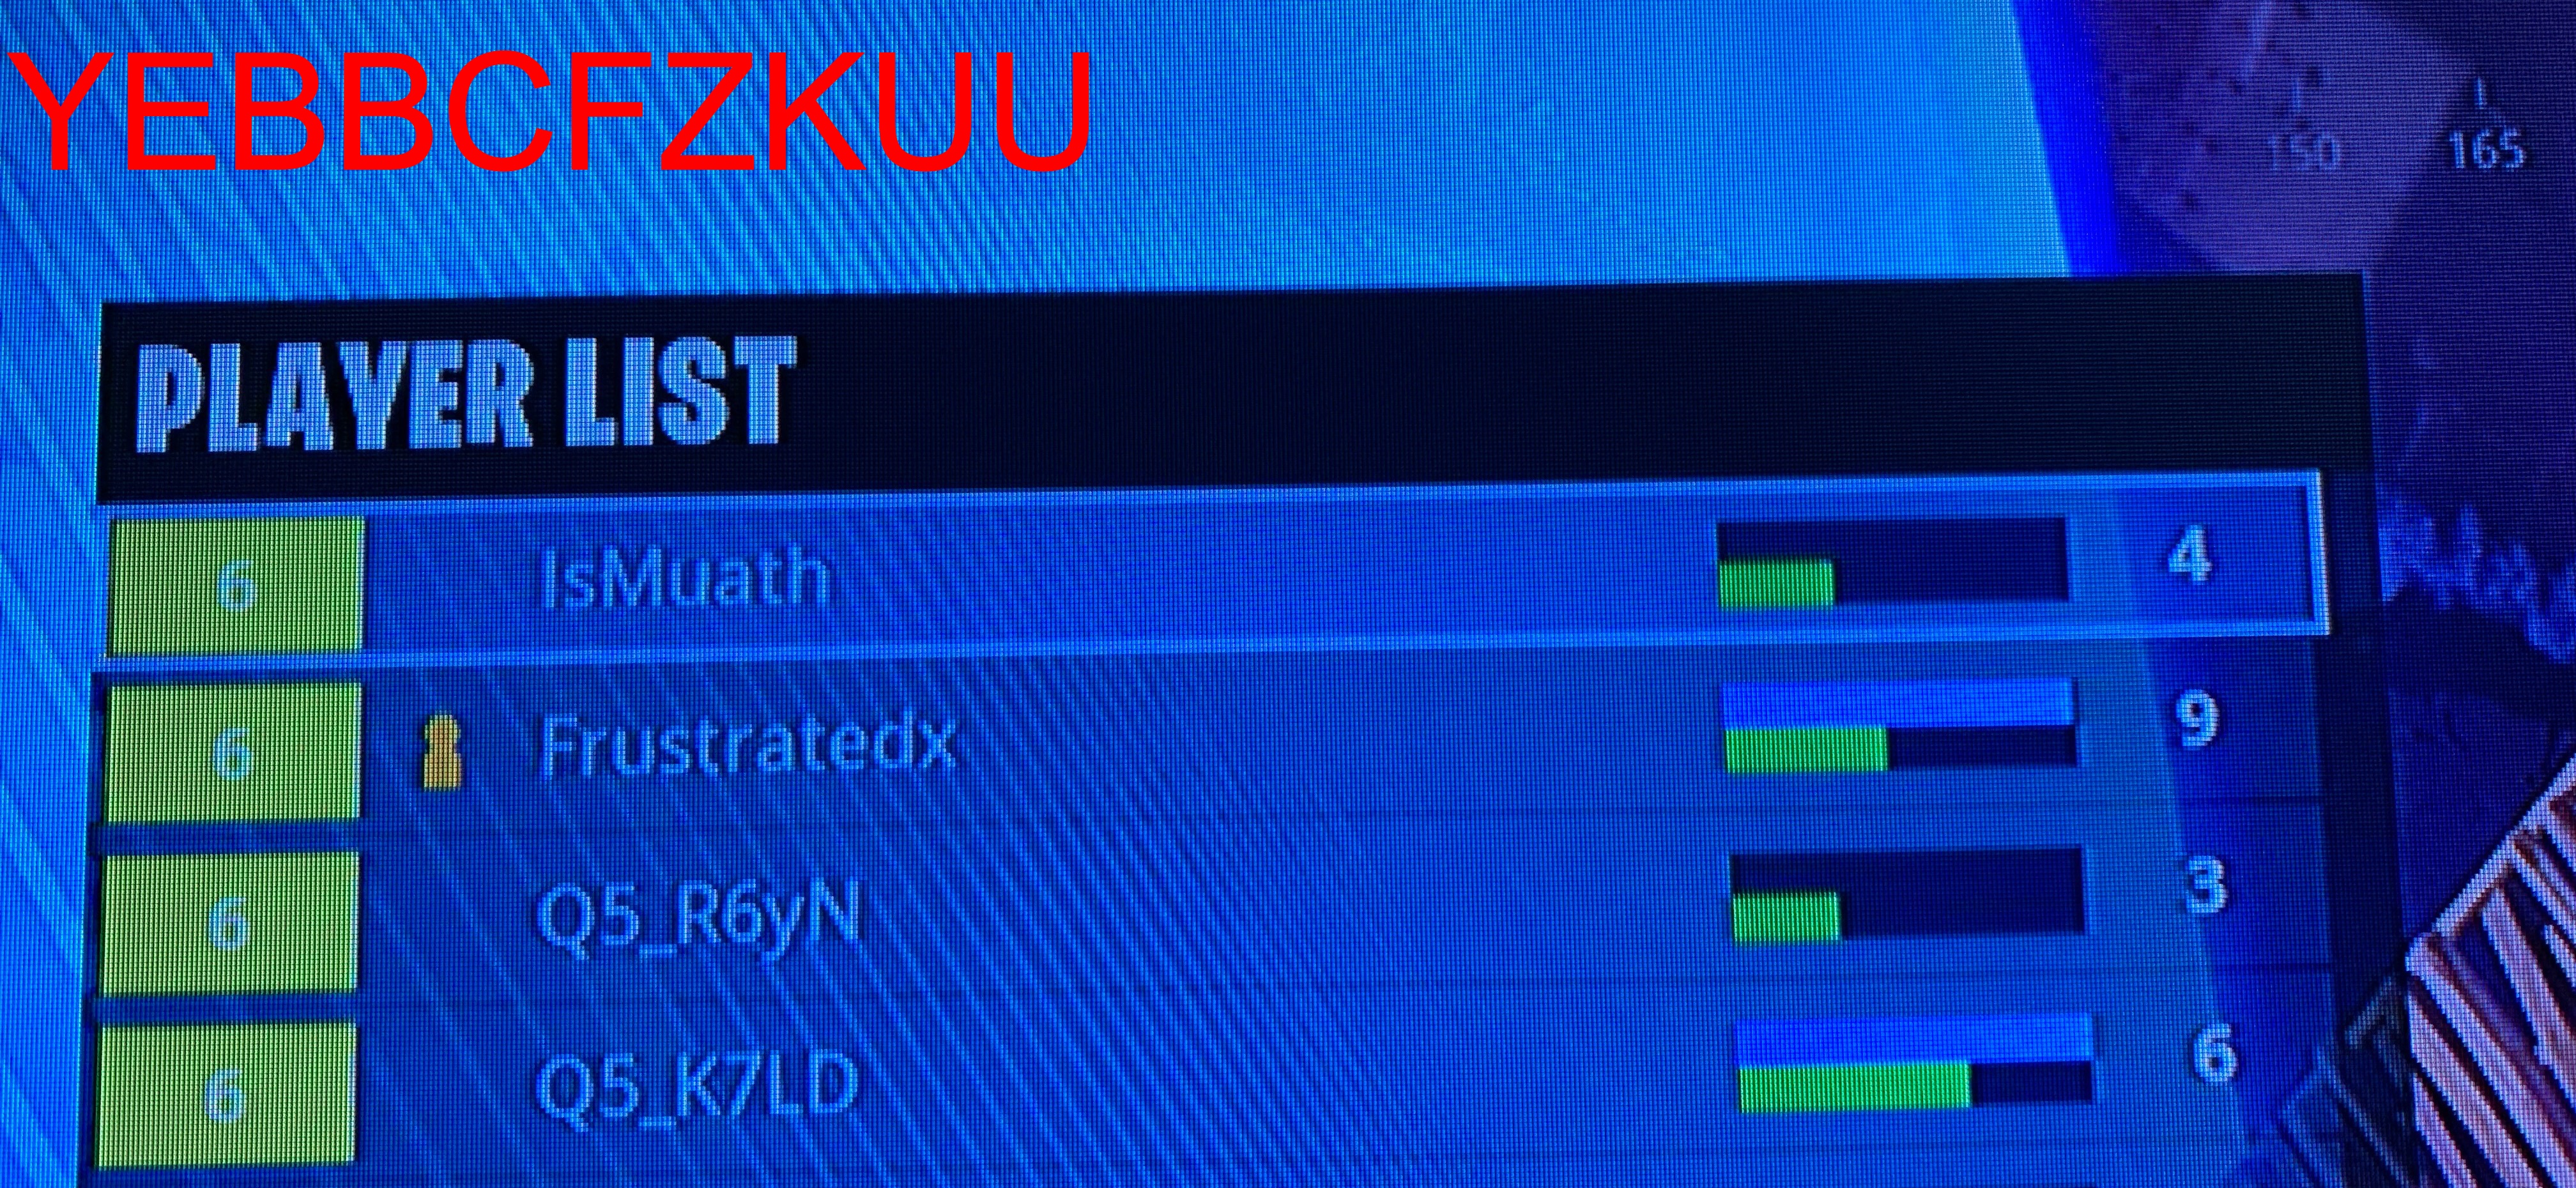 YEBBCFZKUU
150 165
PLAYER LIST
6 IsMuath 4
6 Frustratedx 9
6 Q5_R6yN 3
6 Q5_K7LD 6